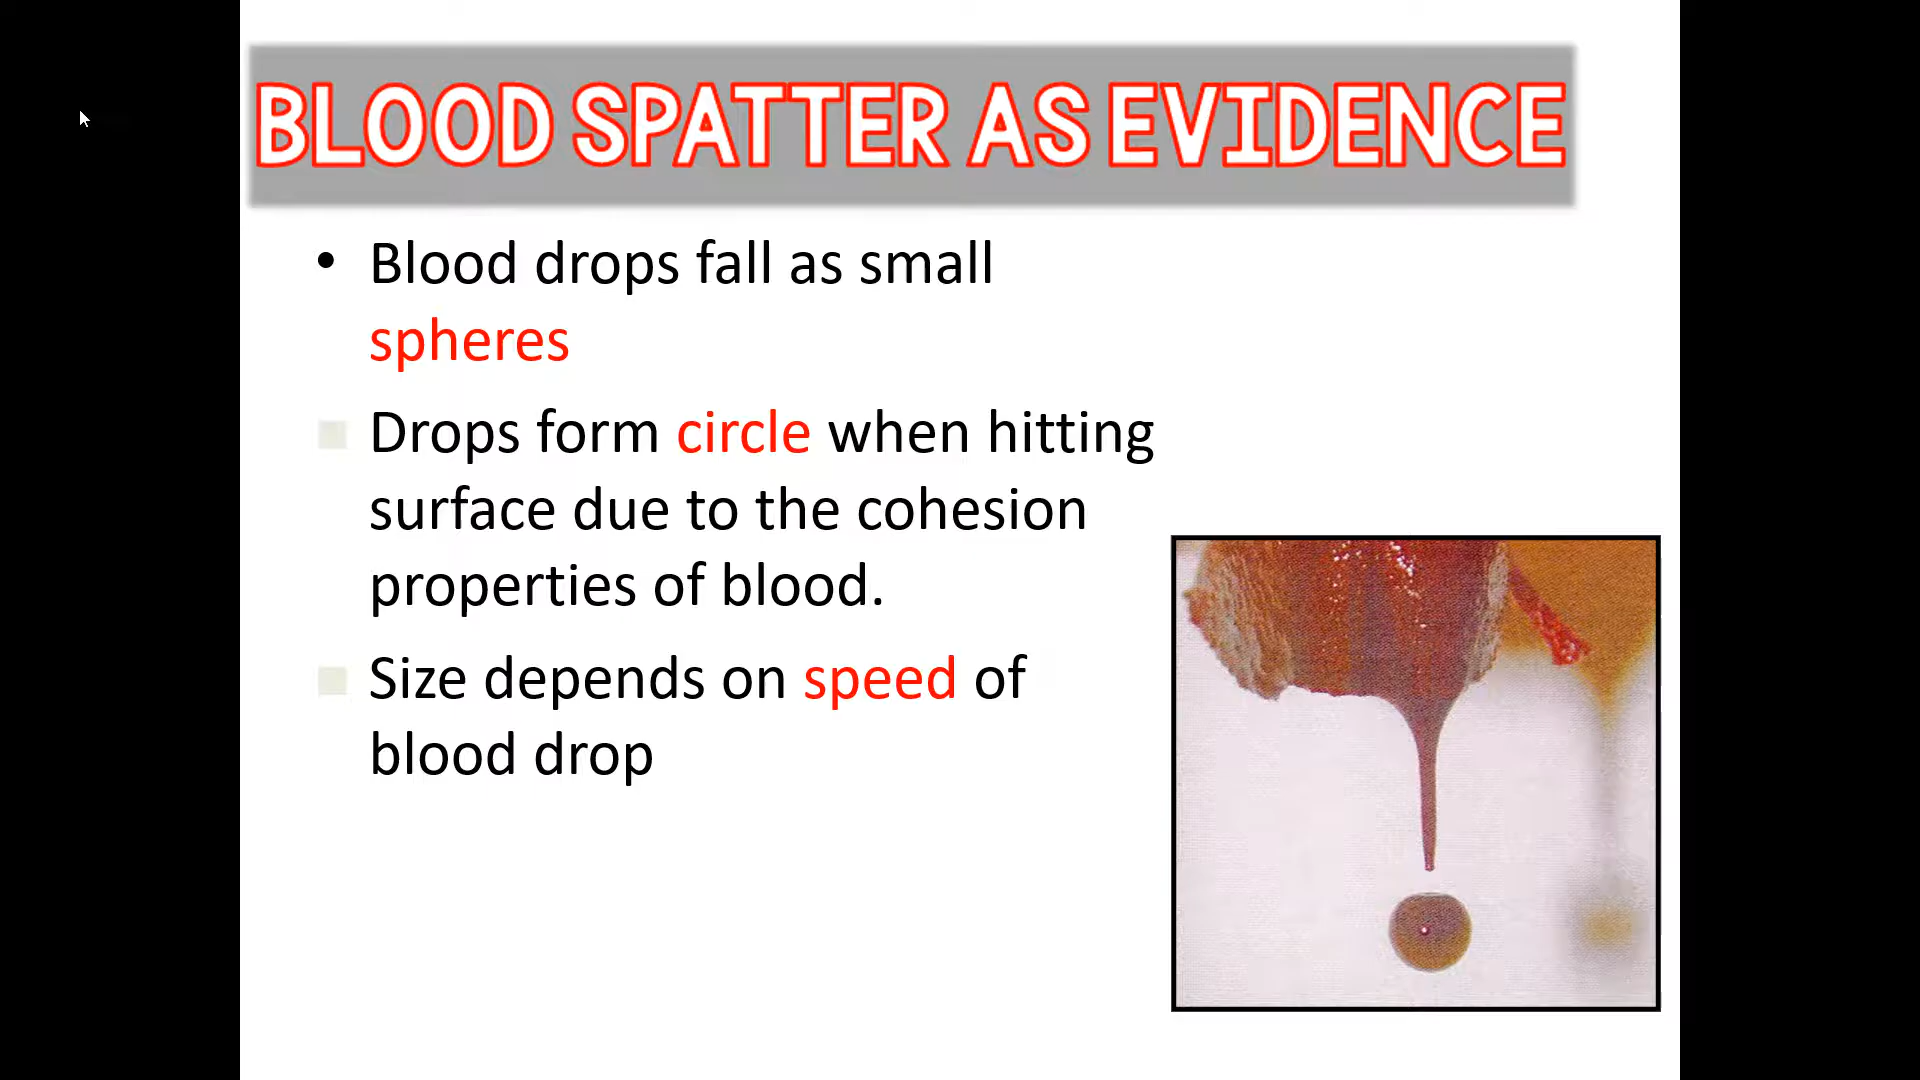 BLOOD SPATTER AS EVIDENCE
• Blood drops fall as small
spheres
Drops form circle when hitting
surface due to the cohesion
properties of blood.
Size depends on speed of
blood drop